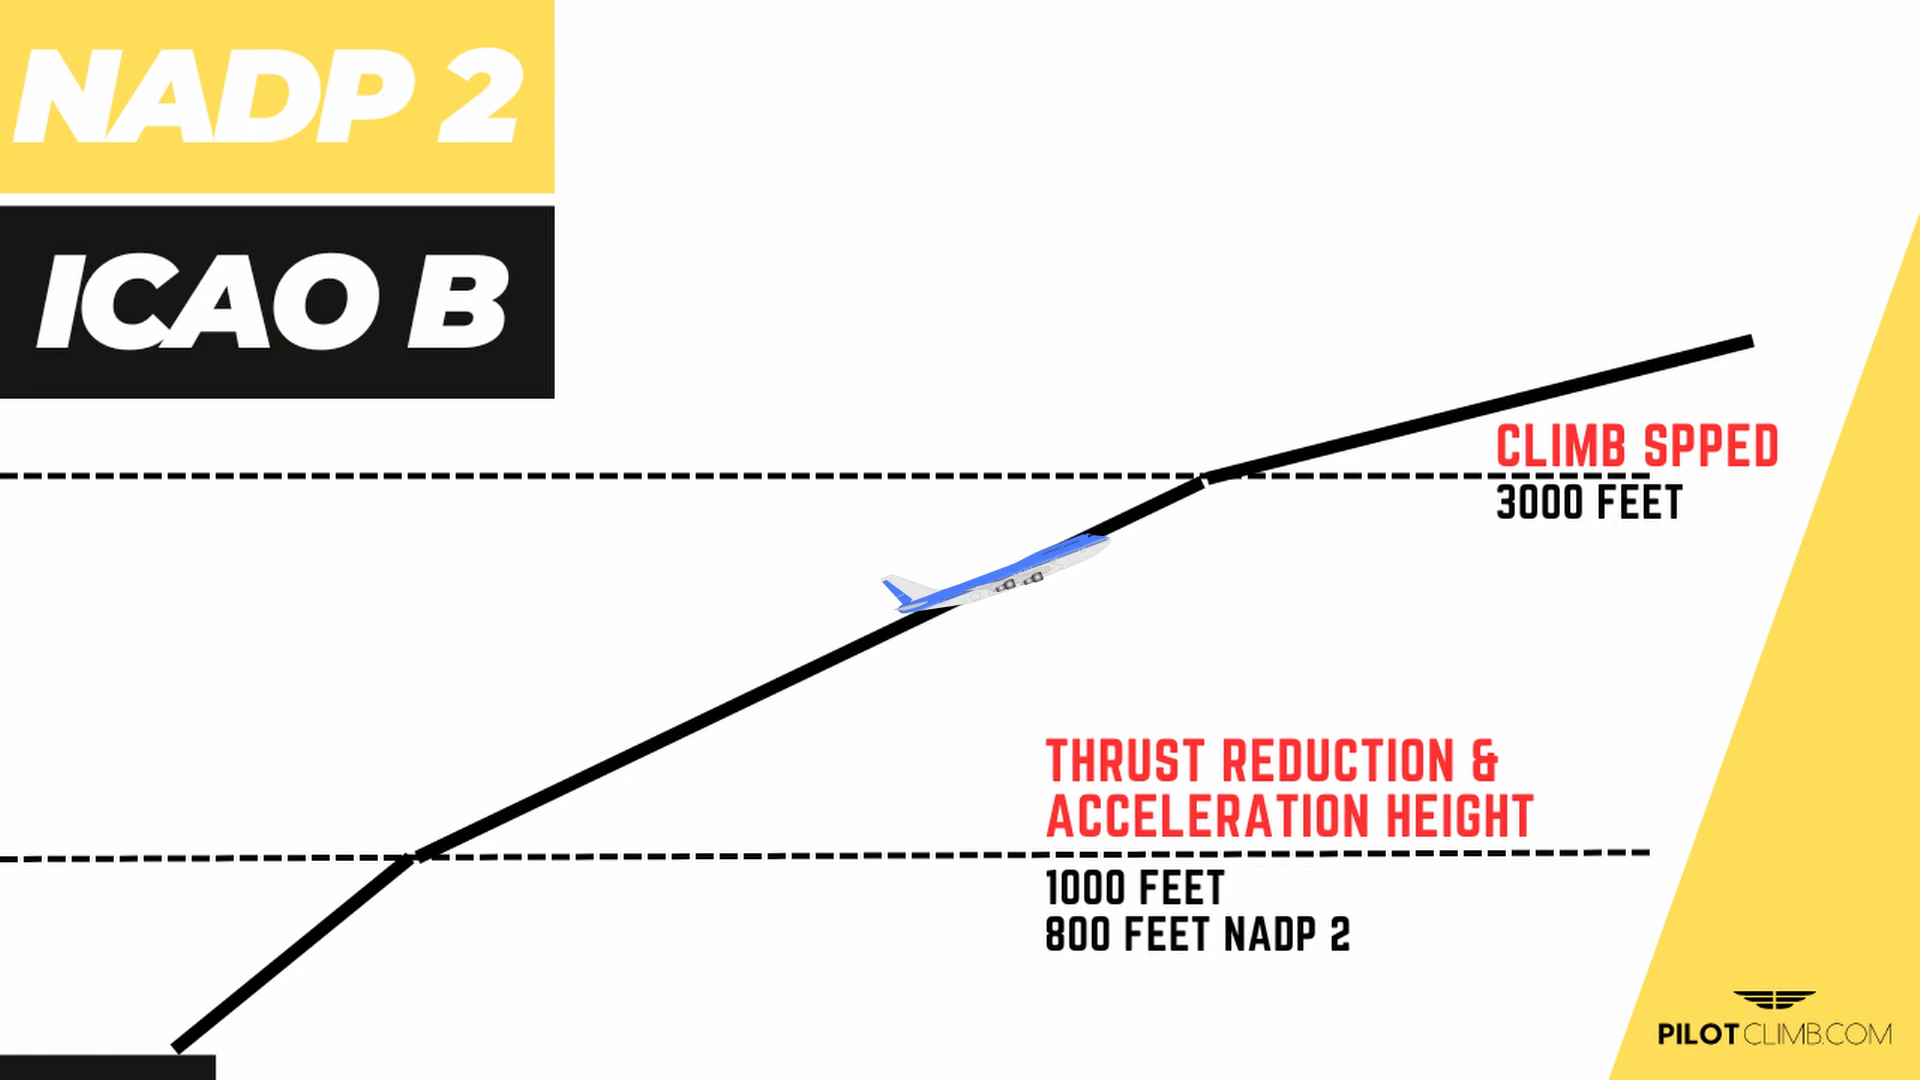 NADP 2
ICAO B
CLIMB SPPED
3000 FEET
THRUST REDUCTION &
ACCELERATION HEIGHT
1000 FEET
800 FEET NADP 2
PILOTCLIMB.COM